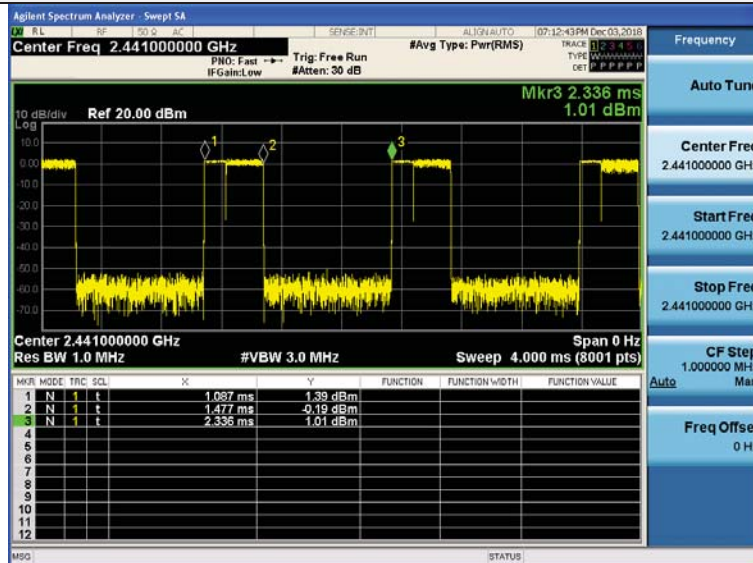 Agilent Spectrum Analyzer - Swept SA
RL RF 50 Ω AC SENSE:INT ALIGNAUTO 07:12:43PM Dec 03, 2018
Center Freq 2.441000000 GHz #Avg Type: Pwr(RMS) TRACE 1 2 3 4 5 6
PNO: Fast Trig: Free Run TYPE
IFGain:Low #Atten: 30 dB DET P P P P P P
Mkr3 2.336 ms
10 dB/div Ref 20.00 dBm 1.01 dBm
Log
10.0
0.00
-10.0
-20.0
-30.0
-40.0
-50.0
-60.0
-70.0
1
2
3
Center 2.441000000 GHz Span 0 Hz
Res BW 1.0 MHz #VBW 3.0 MHz Sweep 4.000 ms (8001 pts)
MKR MODE TRC SCL X Y FUNCTION FUNCTION WIDTH FUNCTION VALUE
1 N 1 t 1.087 ms 1.39 dBm
2 N 1 t 1.477 ms -0.19 dBm
3 N 1 t 2.336 ms 1.01 dBm
4
5
6
7
8
9
10
11
12
MSG STATUS
Frequency
Auto Tun
Center Fre
2.441000000 GH
Start Fre
2.441000000 GH
Stop Fre
2.441000000 GH
CF Ste
1.000000 MH
Auto Ma
Freq Offse
0 H